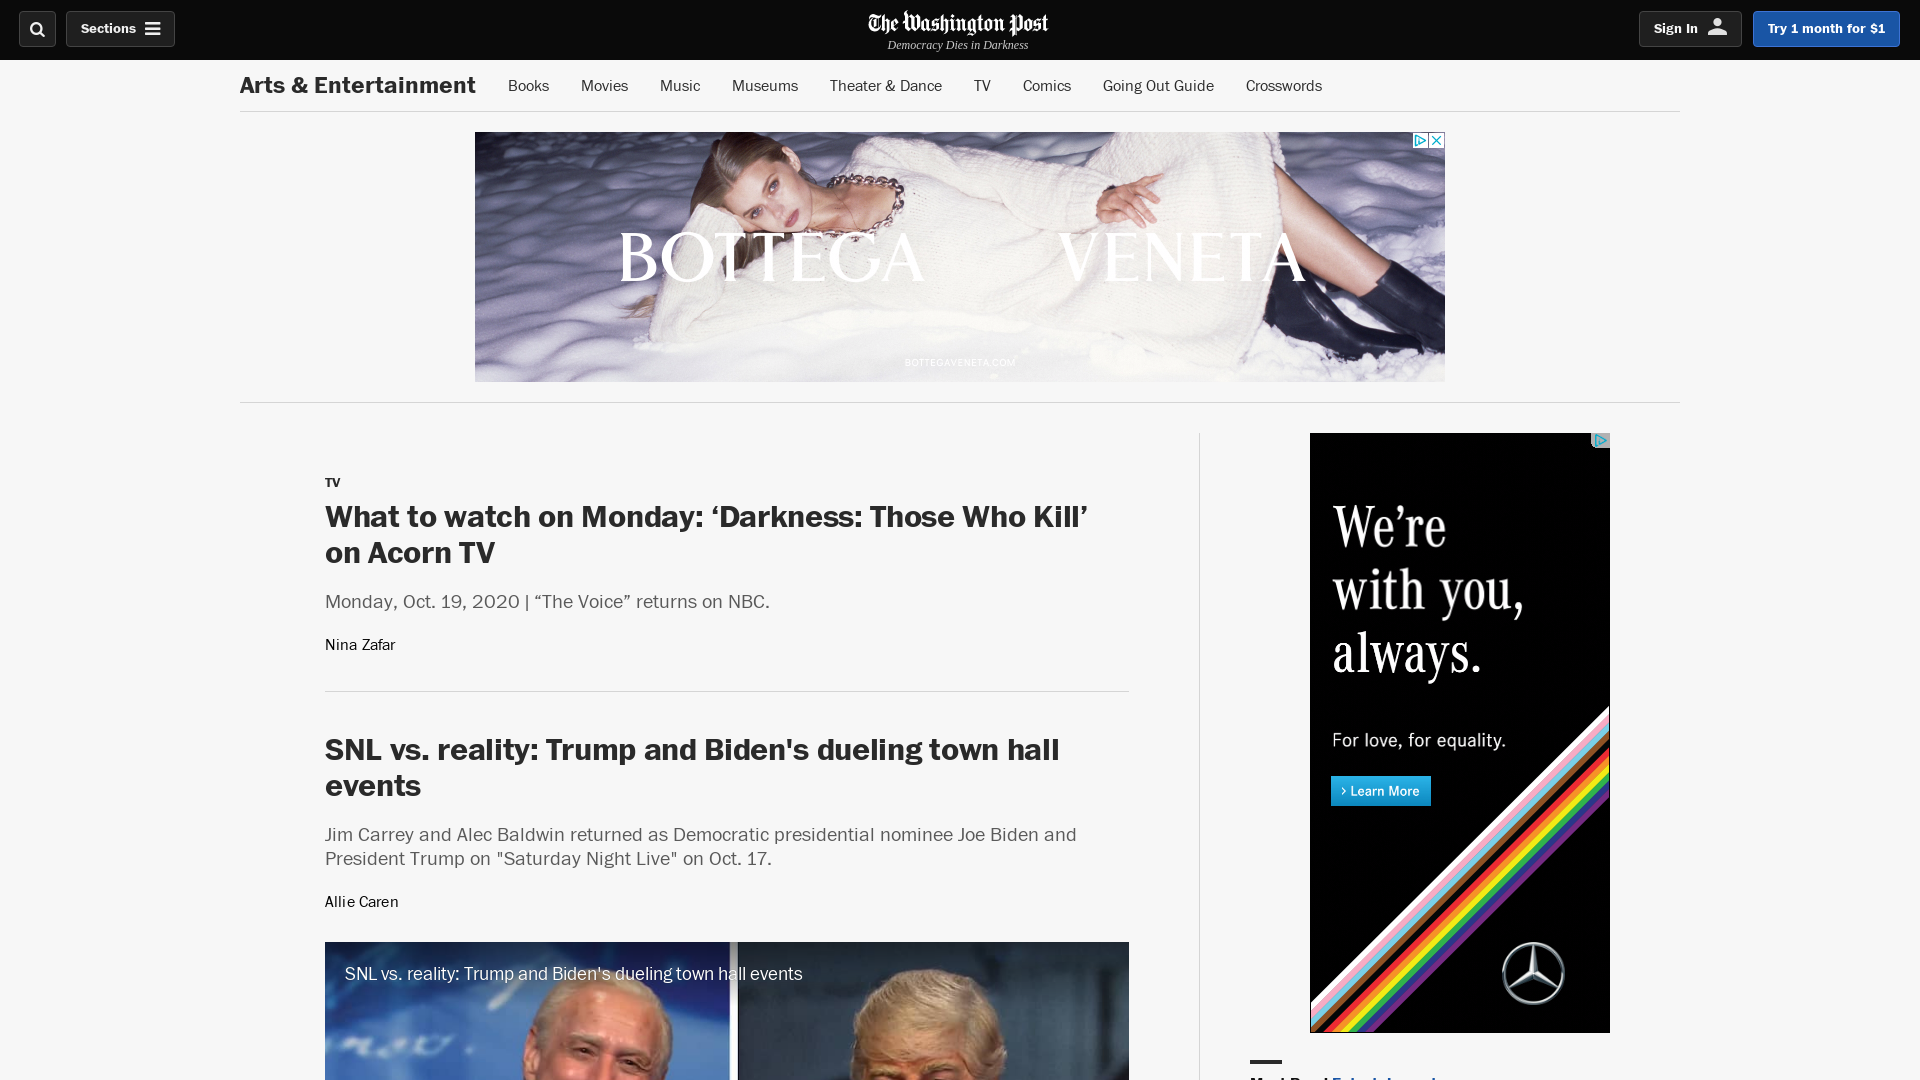 Sections
The Washington Post
Democracy Dies in Darkness
Sign In
Try 1 month for $1
Arts & Entertainment
Books
Movies
Music
Museums
Theater & Dance
TV
Comics
Going Out Guide
Crosswords
BOTTEGA VENETA
BOTTEGAVENETA.COM
TV
What to watch on Monday: ‘Darkness: Those Who Kill’
on Acorn TV
Monday, Oct. 19, 2020 | “The Voice” returns on NBC.
Nina Zafar
SNL vs. reality: Trump and Biden's dueling town hall
events
Jim Carrey and Alec Baldwin returned as Democratic presidential nominee Joe Biden and
President Trump on "Saturday Night Live" on Oct. 17.
Allie Caren
SNL vs. reality: Trump and Biden's dueling town hall events
We’re
with you,
always.
For love, for equality.
> Learn More
Most Read Entertainment